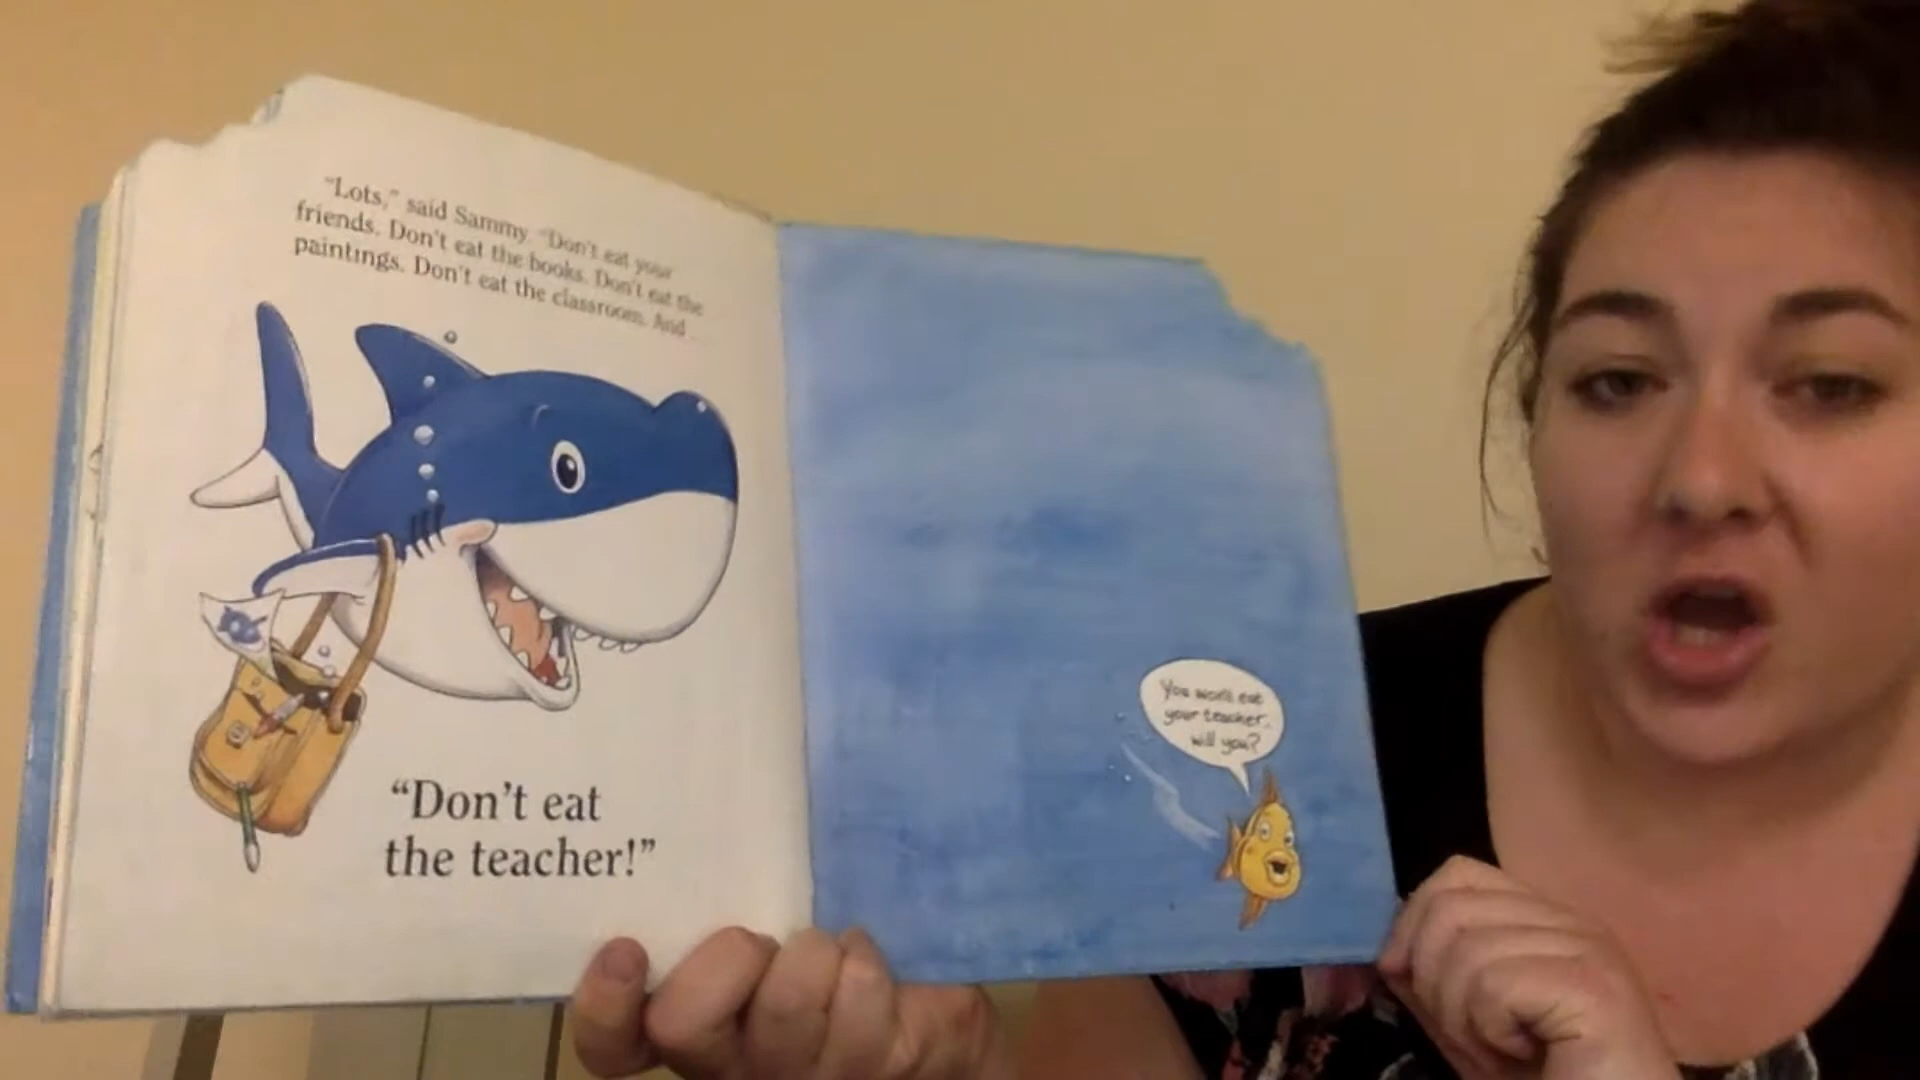 “Lots,” said Sammy. “Don't eat your
friends. Don't eat the books. Don't eat the
paintings. Don't eat the classroom. And
“Don't eat
the teacher!”
You won't eat
your teacher,
will you?